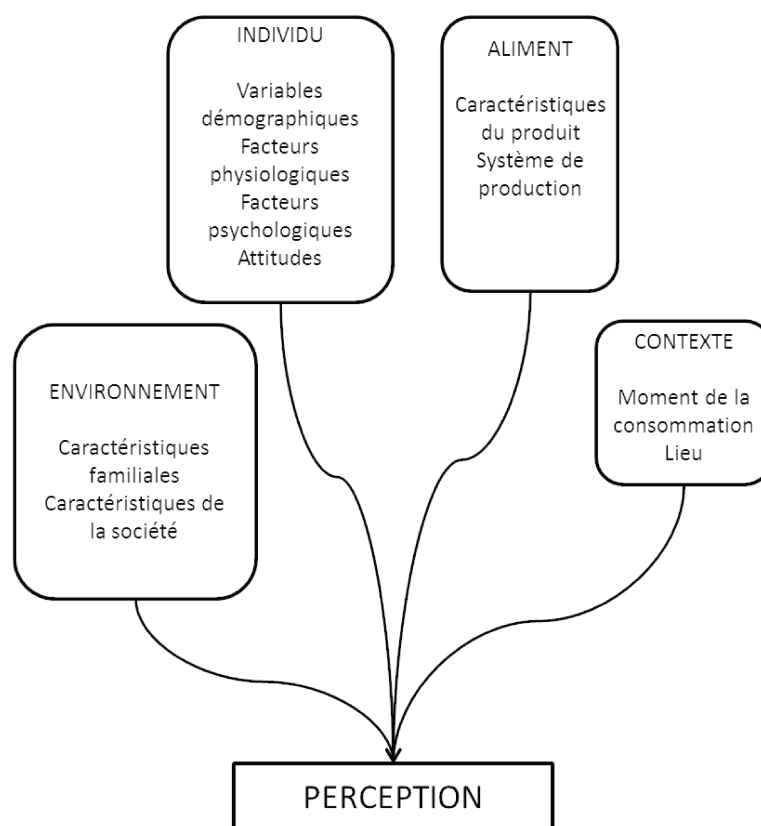 INDIVIDU
Variables
démographiques
Facteurs
physiologiques
Facteurs
psychologiques
Attitudes
ALIMENT
Caractéristiques
du produit
Système de
production
ENVIRONNEMENT
Caractéristiques
familiales
Caractéristiques de
la société
CONTEXTE
Moment de la
consommation
Lieu
PERCEPTION